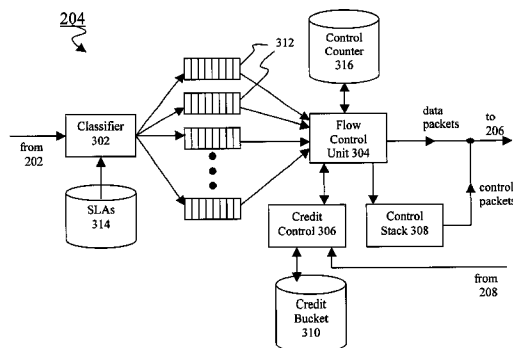 204
312
Control
Counter
316
Classifier
302
Flow
Control
Unit 304
data
packets
to
206
from
202
control
packets
SLAs
314
Credit
Control 306
Control
Stack 308
from
208
Credit
Bucket
310